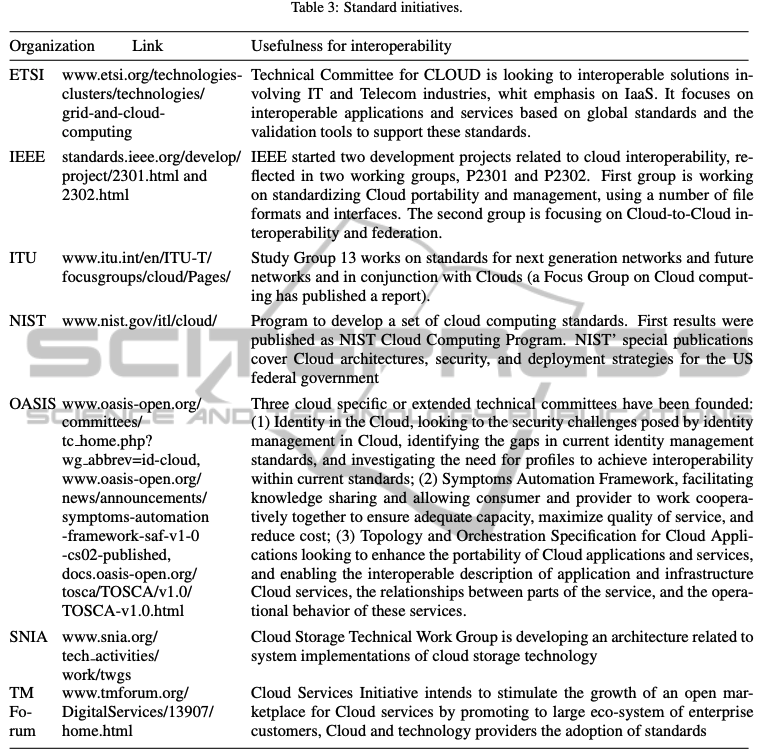 Table 3: Standard initiatives.
Organization Link Usefulness for interoperability
ETSI www.etsi.org/technologies- Technical Committee for CLOUD is looking to interoperable solutions in-
clusters/technologies/ volving IT and Telecom industries, whit emphasis on IaaS. It focuses on
grid-and-cloud- interoperable applications and services based on global standards and the
computing validation tools to support these standards.
IEEE standards.ieee.org/develop/ IEEE started two development projects related to cloud interoperability, re-
project/2301.html and flected in two working groups, P2301 and P2302. First group is working
2302.html on standardizing Cloud portability and management, using a number of file
formats and interfaces. The second group is focusing on Cloud-to-Cloud in-
teroperability and federation.
ITU www.itu.int/en/ITU-T/ Study Group 13 works on standards for next generation networks and future
focusgroups/cloud/Pages/ networks and in conjunction with Clouds (a Focus Group on Cloud comput-
ing has published a report).
NIST www.nist.gov/itl/cloud/ Program to develop a set of cloud computing standards. First results were
published as NIST Cloud Computing Program. NIST' special publications
cover Cloud architectures, security, and deployment strategies for the US
federal government
OASIS www.oasis-open.org/ Three cloud specific or extended technical committees have been founded:
committees/ (1) Identity in the Cloud, looking to the security challenges posed by identity
tc_home.php? management in Cloud, identifying the gaps in current identity management
wg_abbrev=id-cloud, standards, and investigating the need for profiles to achieve interoperability
www.oasis-open.org/ within current standards; (2) Symptoms Automation Framework, facilitating
news/announcements/ knowledge sharing and allowing consumer and provider to work coopera-
symptoms-automation tively together to ensure adequate capacity, maximize quality of service, and
-framework-saf-v1-0 reduce cost; (3) Topology and Orchestration Specification for Cloud Appli-
-cs02-published, cations looking to enhance the portability of Cloud applications and services,
docs.oasis-open.org/ and enabling the interoperable description of application and infrastructure
tosca/TOSCA/v1.0/ Cloud services, the relationships between parts of the service, and the opera-
TOSCA-v1.0.html tional behavior of these services.
SNIA www.snia.org/ Cloud Storage Technical Work Group is developing an architecture related to
tech_activities/ system implementations of cloud storage technology
work/twgs
TM www.tmforum.org/ Cloud Services Initiative intends to stimulate the growth of an open mar-
Fo- DigitalServices/13907/ ketplace for Cloud services by promoting to large eco-system of enterprise
rum home.html customers, Cloud and technology providers the adoption of standards
SCITEPRESS
SCIENCE AND TECHNOLOGY PUBLICATIONS